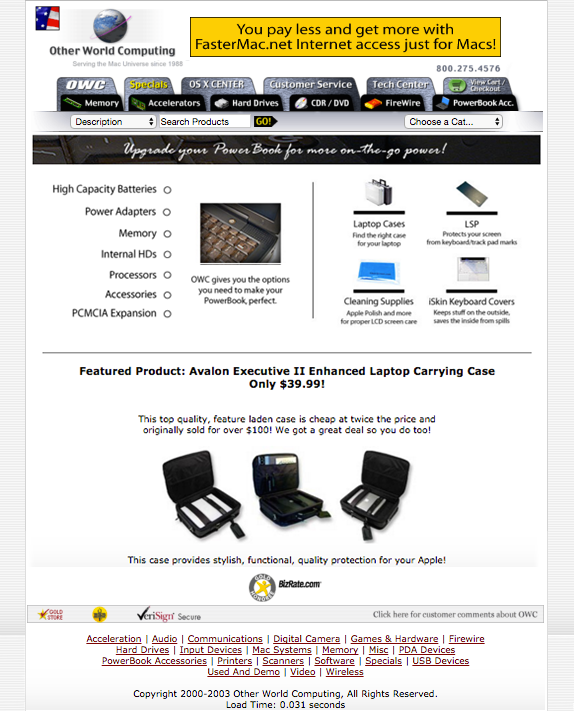 You pay less and get more with
FasterMac.net Internet access just for Macs!
Other World Computing
Serving the Mac Universe since 1988
800.275.4576
OWC Specials OS X CENTER Customer Service Tech Center View Cart / Checkout
Memory Accelerators Hard Drives CDR / DVD FireWire PowerBook Acc.
Description Search Products GO! Choose a Cat...
Upgrade your PowerBook for more on-the-go power!
High Capacity Batteries
Power Adapters
Memory
Internal HDs
Processors
Accessories
PCMCIA Expansion
OWC gives you the options
you need to make your
PowerBook, perfect.
Laptop Cases
Find the right case
for your laptop
LSP
Protects your screen
from keyboard/track pad marks
Cleaning Supplies
Apple Polish and more
for proper LCD screen care
iSkin Keyboard Covers
Keeps stuff on the outside,
saves the inside from spills
Featured Product: Avalon Executive II Enhanced Laptop Carrying Case
Only $39.99!
This top quality, feature laden case is cheap at twice the price and
originally sold for over $100! We got a great deal so you do too!
This case provides stylish, functional, quality protection for your Apple!
GOLD HONOREE BizRate.com
GOLD STORE VeriSign Secure Click here for customer comments about OWC
Acceleration | Audio | Communications | Digital Camera | Games & Hardware | Firewire
Hard Drives | Input Devices | Mac Systems | Memory | Misc | PDA Devices
PowerBook Accessories | Printers | Scanners | Software | Specials | USB Devices
Used And Demo | Video | Wireless
Copyright 2000-2003 Other World Computing, All Rights Reserved.
Load Time: 0.031 seconds